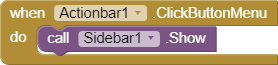 when Actionbar1 .ClickButtonMenu
do call Sidebar1 .Show